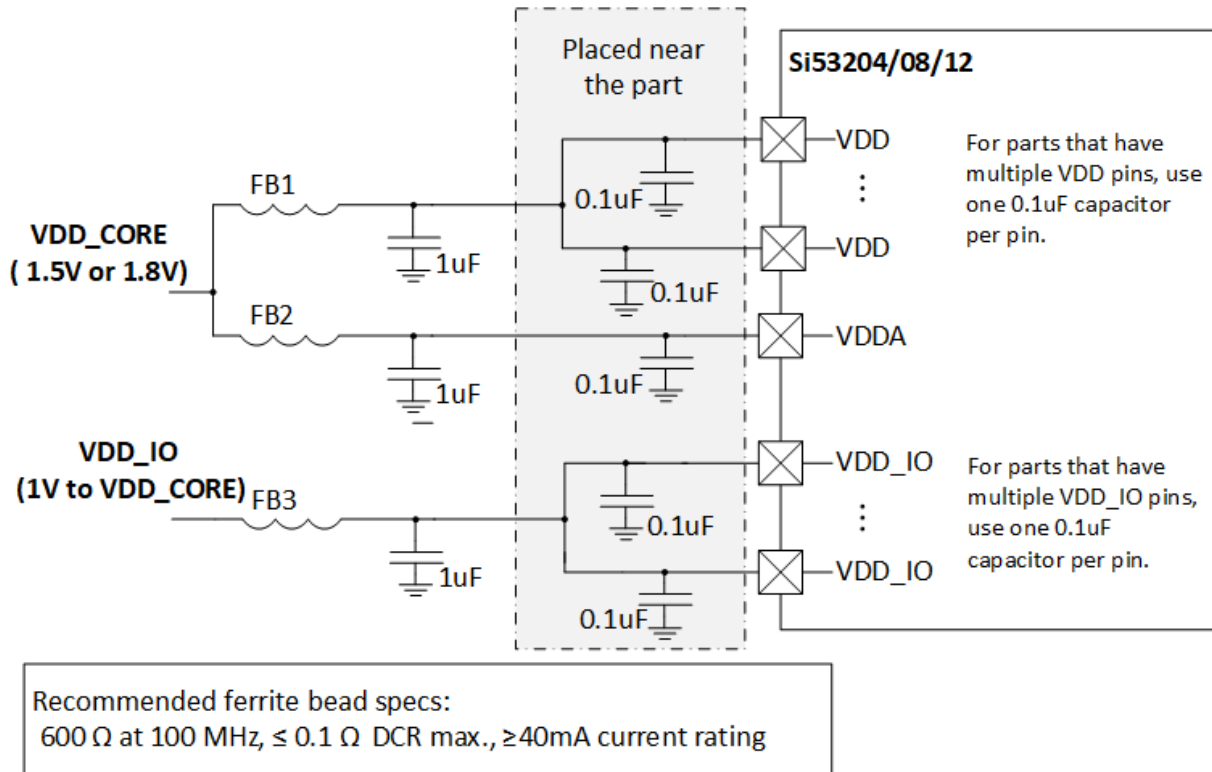 Placed near
the part
Si53204/08/12
VDD
For parts that have
multiple VDD pins, use
one 0.1uF capacitor
per pin.
FB1
0.1uF
VDD_CORE
( 1.5V or 1.8V)
1uF
VDD
0.1uF
FB2
VDDA
1uF
0.1uF
VDD_IO
(1V to VDD_CORE)
FB3
VDD_IO
For parts that have
multiple VDD_IO pins,
use one 0.1uF
capacitor per pin.
0.1uF
1uF
VDD_IO
0.1uF
Recommended ferrite bead specs:
600 Ω at 100 MHz, ≤ 0.1 Ω DCR max., ≥40mA current rating